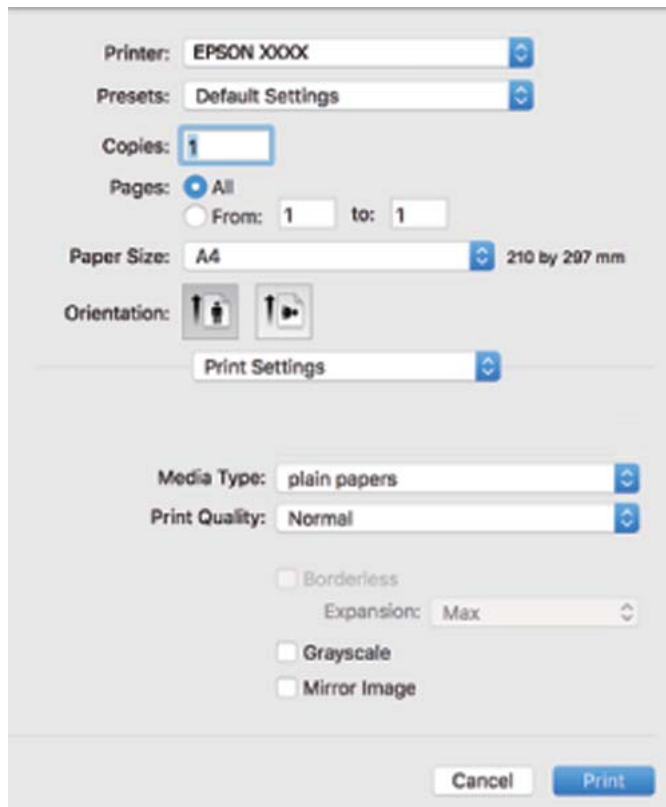 Printer: EPSON XXXX
Presets: Default Settings
Copies: 1
Pages: All
From: 1 to: 1
Paper Size: A4 210 by 297 mm
Orientation:
Print Settings
Media Type: plain papers
Print Quality: Normal
Borderless
Expansion: Max
Grayscale
Mirror Image
Cancel Print